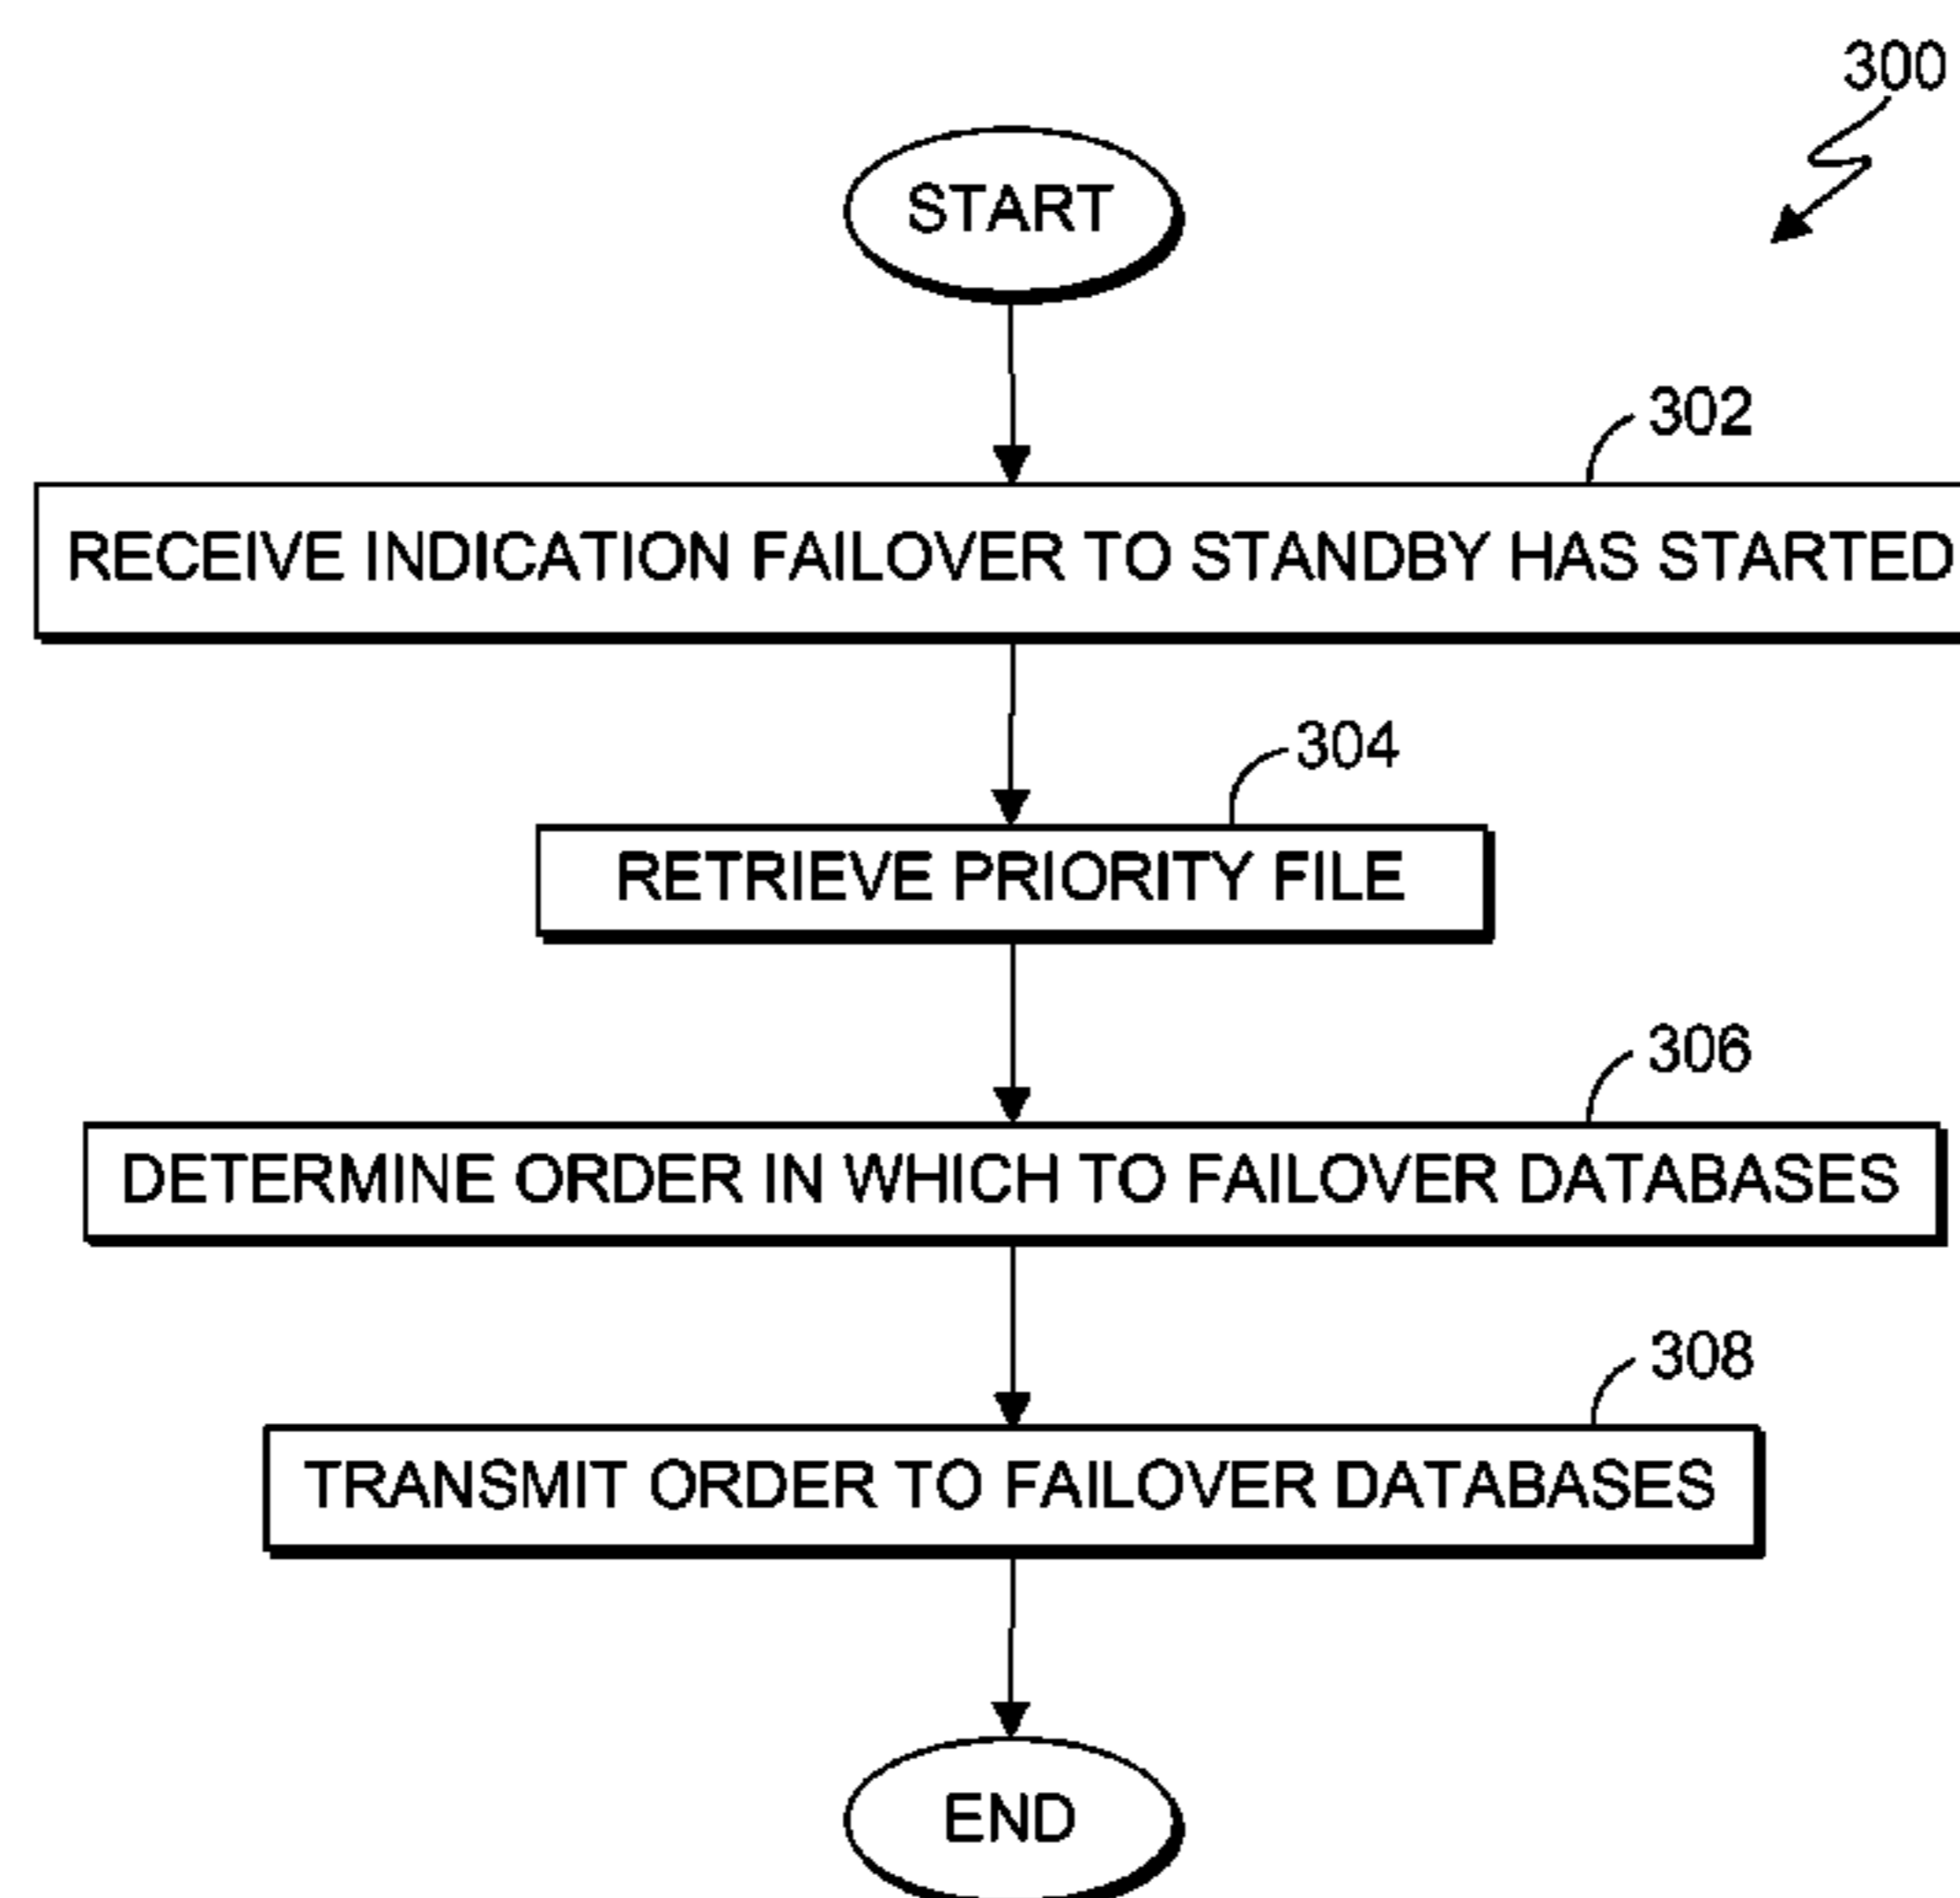 300
START
302
RECEIVE INDICATION FAILOVER TO STANDBY HAS STARTED
304
RETRIEVE PRIORITY FILE
306
DETERMINE ORDER IN WHICH TO FAILOVER DATABASES
308
TRANSMIT ORDER TO FAILOVER DATABASES
END